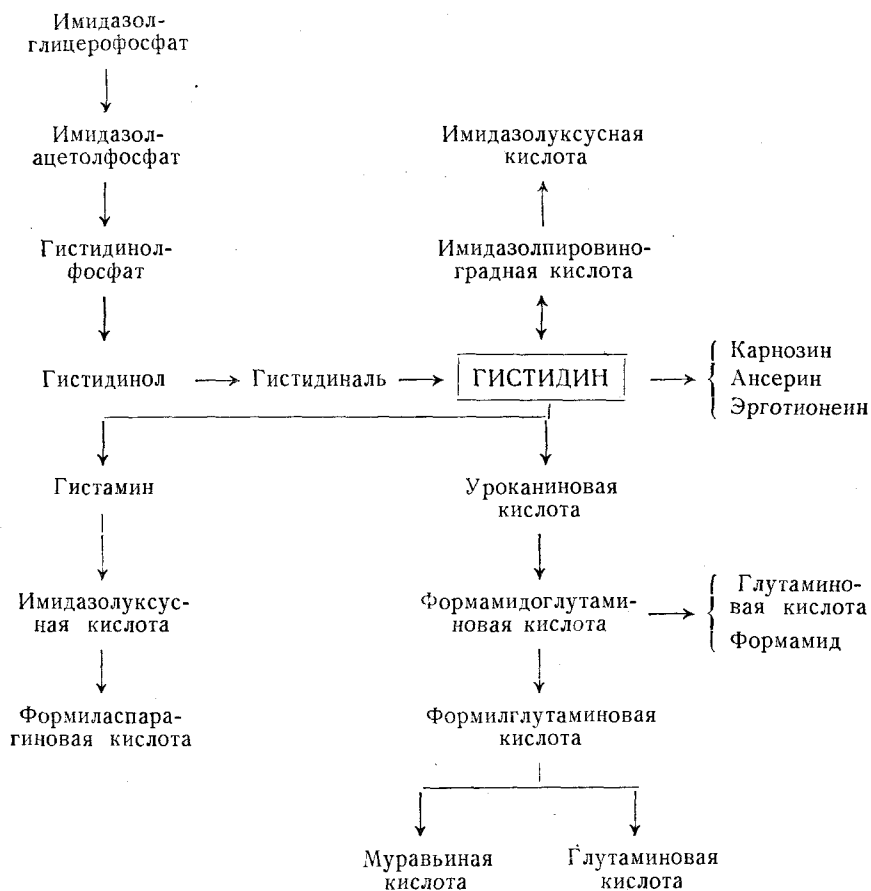 Имидазол-
глицерофосфат
Имидазол-
ацетолфосфат
Имидазолуксусная
кислота
Гистидинол-
фосфат
Имидазолпировино-
градная кислота
Гистидинол
Гистидиналь
ГИСТИДИН
Карнозин
Ансерин
Эрготионеин
Гистамин
Уроканиновая
кислота
Имидазолуксус-
ная кислота
Формамидоглутами-
новая кислота
Глутамино-
вая кислота
Формамид
Формиласпара-
гиновая кислота
Формилглутаминовая
кислота
Муравьиная
кислота
Глутаминовая
кислота